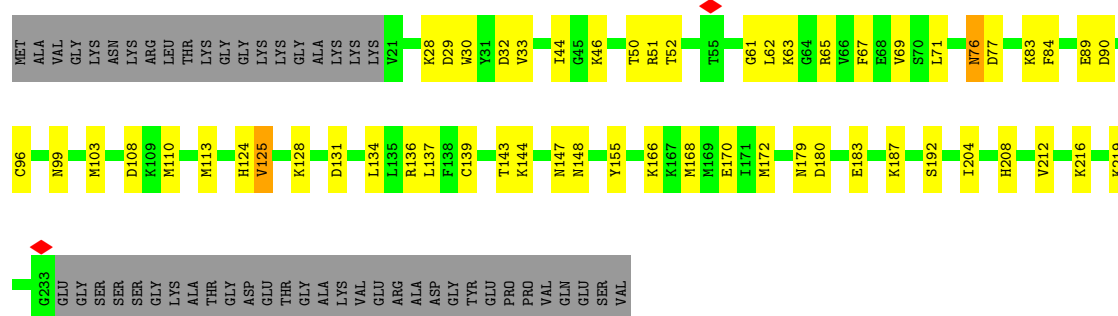 MET ALA VAL GLY LYS ASN LYS ARG LEU THR LYS GLY GLY LYS LYS GLY ALA LYS LYS LYS V21 K28 D29 W30 Y31 D32 V33 I44 G45 K46 T50 R51 T52 T55 G61 L62 K63 G64 R65 V66 F67 E68 V69 S70 L71 N76 D77 K83 F84 E89 D90
C96 N99 M103 D108 K109 M110 M113 H124 V125 K128 D131 L134 L135 R136 L137 F138 C139 T143 K144 N147 N148 Y155 K166 K167 M168 M169 E170 I171 M172 N179 D180 E183 K187 S192 I204 H208 V212 K216 K219
G233 GLU GLY SER SER SER GLY LYS ALA THR GLY ASP GLU THR GLY ALA LYS VAL GLU ARG ALA ASP GLY TYR GLU PRO PRO VAL GLN GLU SER VAL